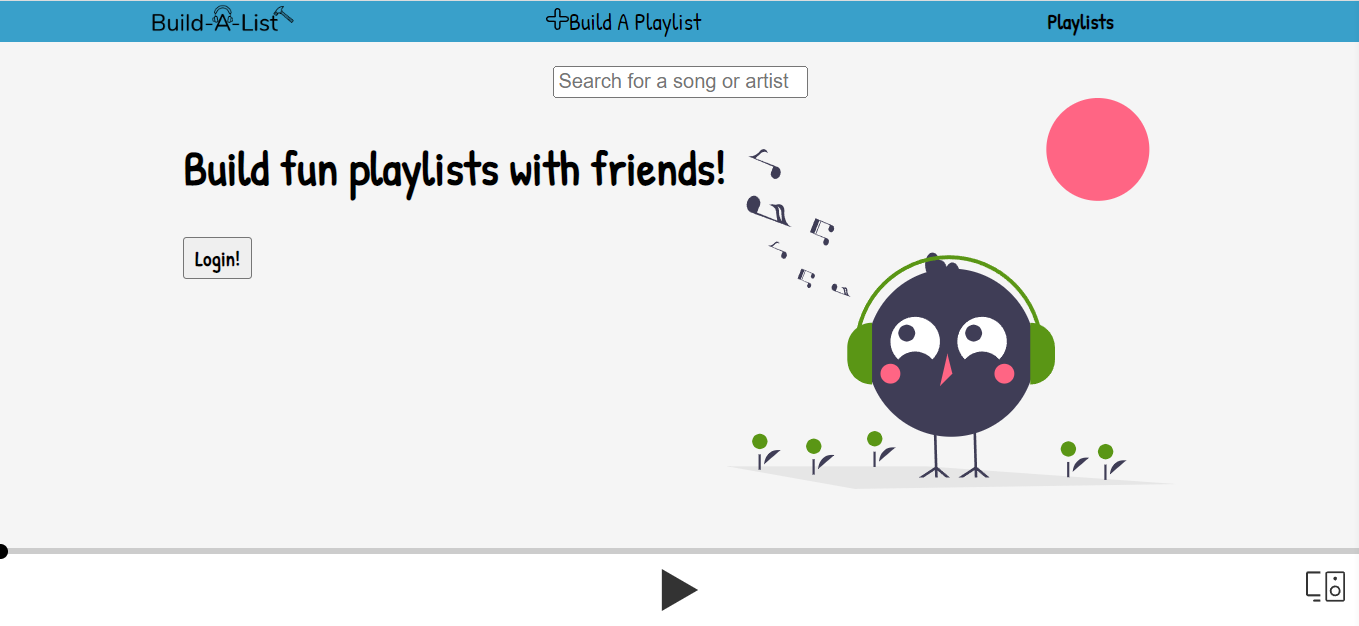 Build-A-List
Build A Playlist
Playlists
Search for a song or artist
Build fun playlists with friends!
Login!